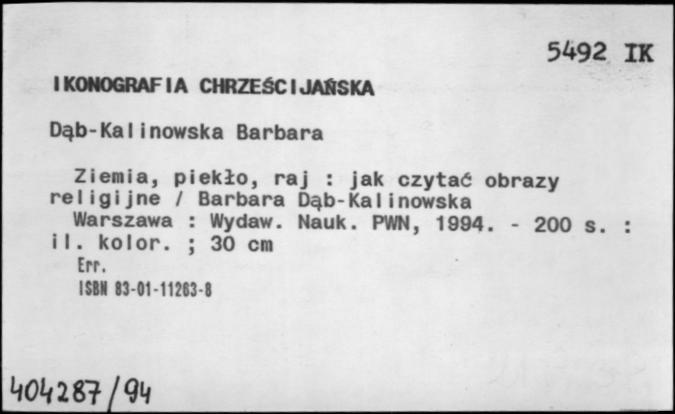 5492 IK
IKONOGRAFIA CHRZEŚCIJAŃSKA
Dąb-Kalinowska Barbara
Ziemia, piekło, raj : jak czytać obrazy
religijne / Barbara Dąb-Kalinowska
Warszawa : Wydaw. Nauk. PWN, 1994. - 200 s. :
il. kolor. ; 30 cm
Err.
ISBN 83-01-11263-8
404287/94